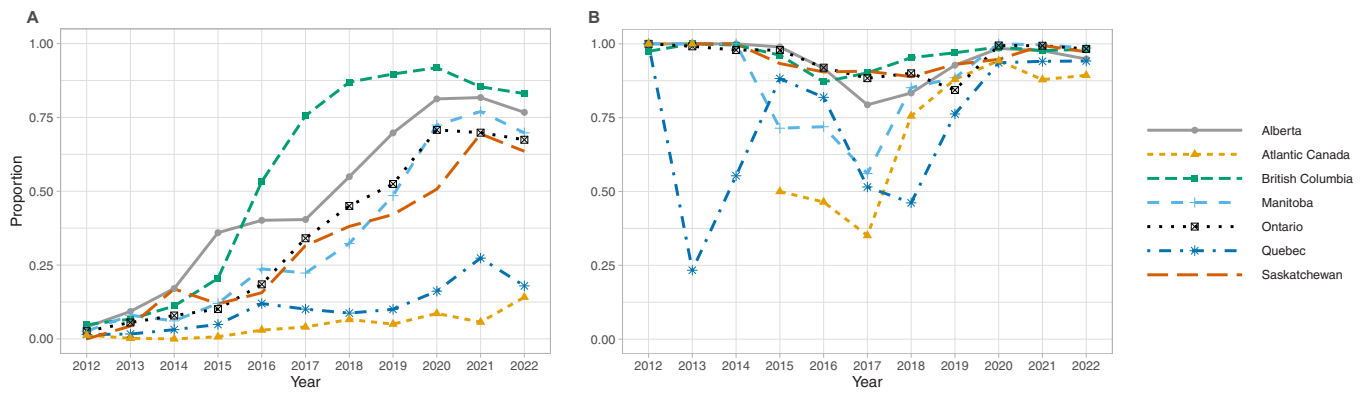 A
1.00
0.75
0.50
0.25
0.00
Proportion
2012 2013 2014 2015 2016 2017 2018 2019 2020 2021 2022
Year
B
1.00
0.75
0.50
0.25
0.00
2012 2013 2014 2015 2016 2017 2018 2019 2020 2021 2022
Year
Alberta
Atlantic Canada
British Columbia
Manitoba
Ontario
Quebec
Saskatchewan